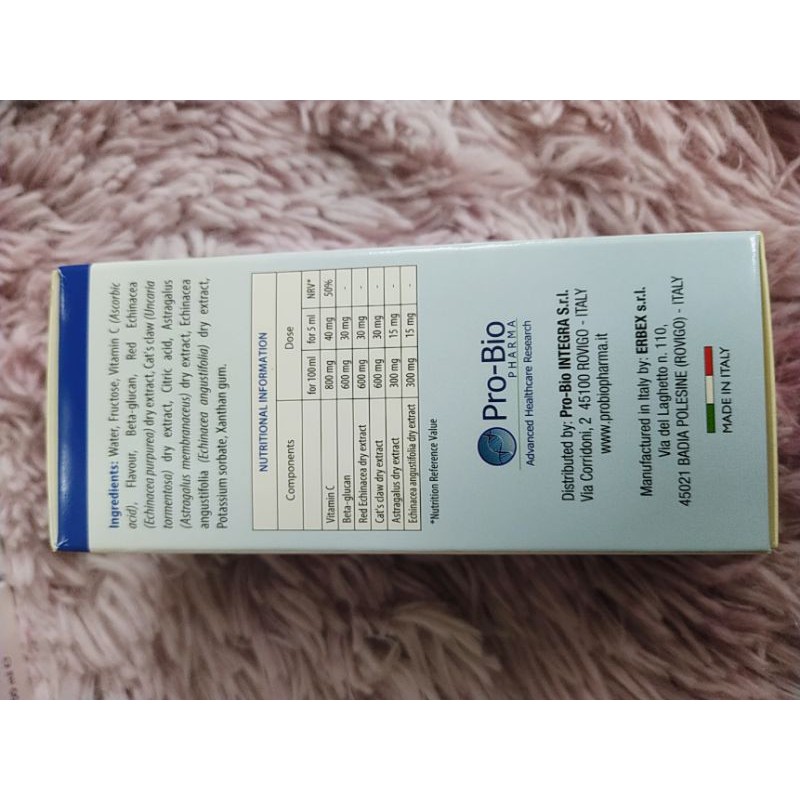 Ingredients: Water, Fructose, Vitamin C (Ascorbic
acid), Flavour, Beta-glucan, Red Echinacea
(Echinacea purpurea) dry extract, Cat's claw (Uncaria
tormentosa) dry extract, Citric acid, Astragalus
(Astragalus membranaceus) dry extract, Echinacea
angustifolia (Echinacea angustifolia) dry extract,
Potassium sorbate, Xanthan gum.
NUTRITIONAL INFORMATION
Components Dose
for 100ml for 5 ml NRV*
Vitamin C 800 mg 40 mg 50%
Beta-glucan 600 mg 30 mg -
Red Echinacea dry extract 600 mg 30 mg -
Cat's claw dry extract 600 mg 30 mg -
Astragalus dry extract 300 mg 15 mg -
Echinacea angustifolia dry extract 300 mg 15 mg -
*Nutrition Reference Value
Pro-Bio
PHARMA
Advanced Healthcare Research
Distributed by: Pro-Bio INTEGRA S.r.l.
Via Corridoni, 2 45100 ROVIGO - ITALY
www.probiopharma.it
Manufactured in Italy by: ERBEX s.r.l.
Via del Laghetto n. 110,
45021 BADIA POLESINE (ROVIGO) - ITALY
MADE IN ITALY